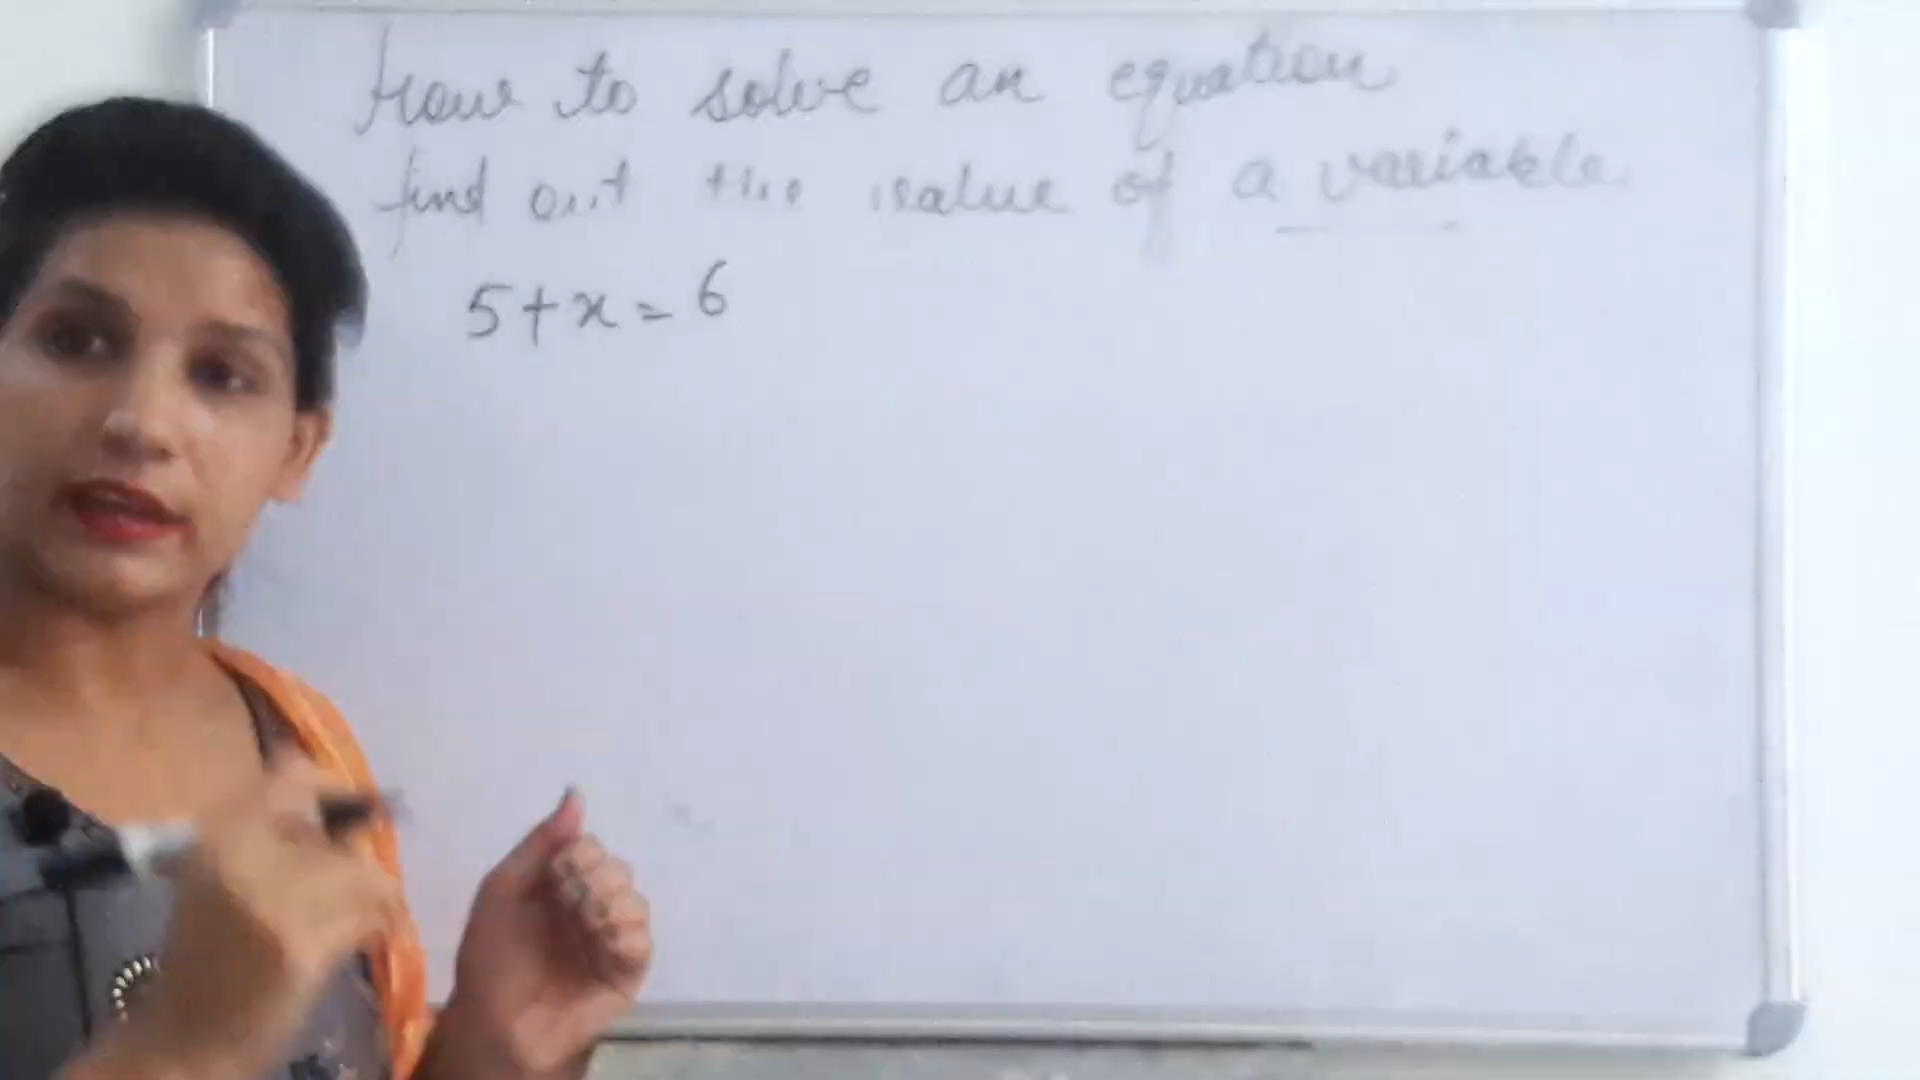 How to solve an equation
find out the value of a variable
5+x=6